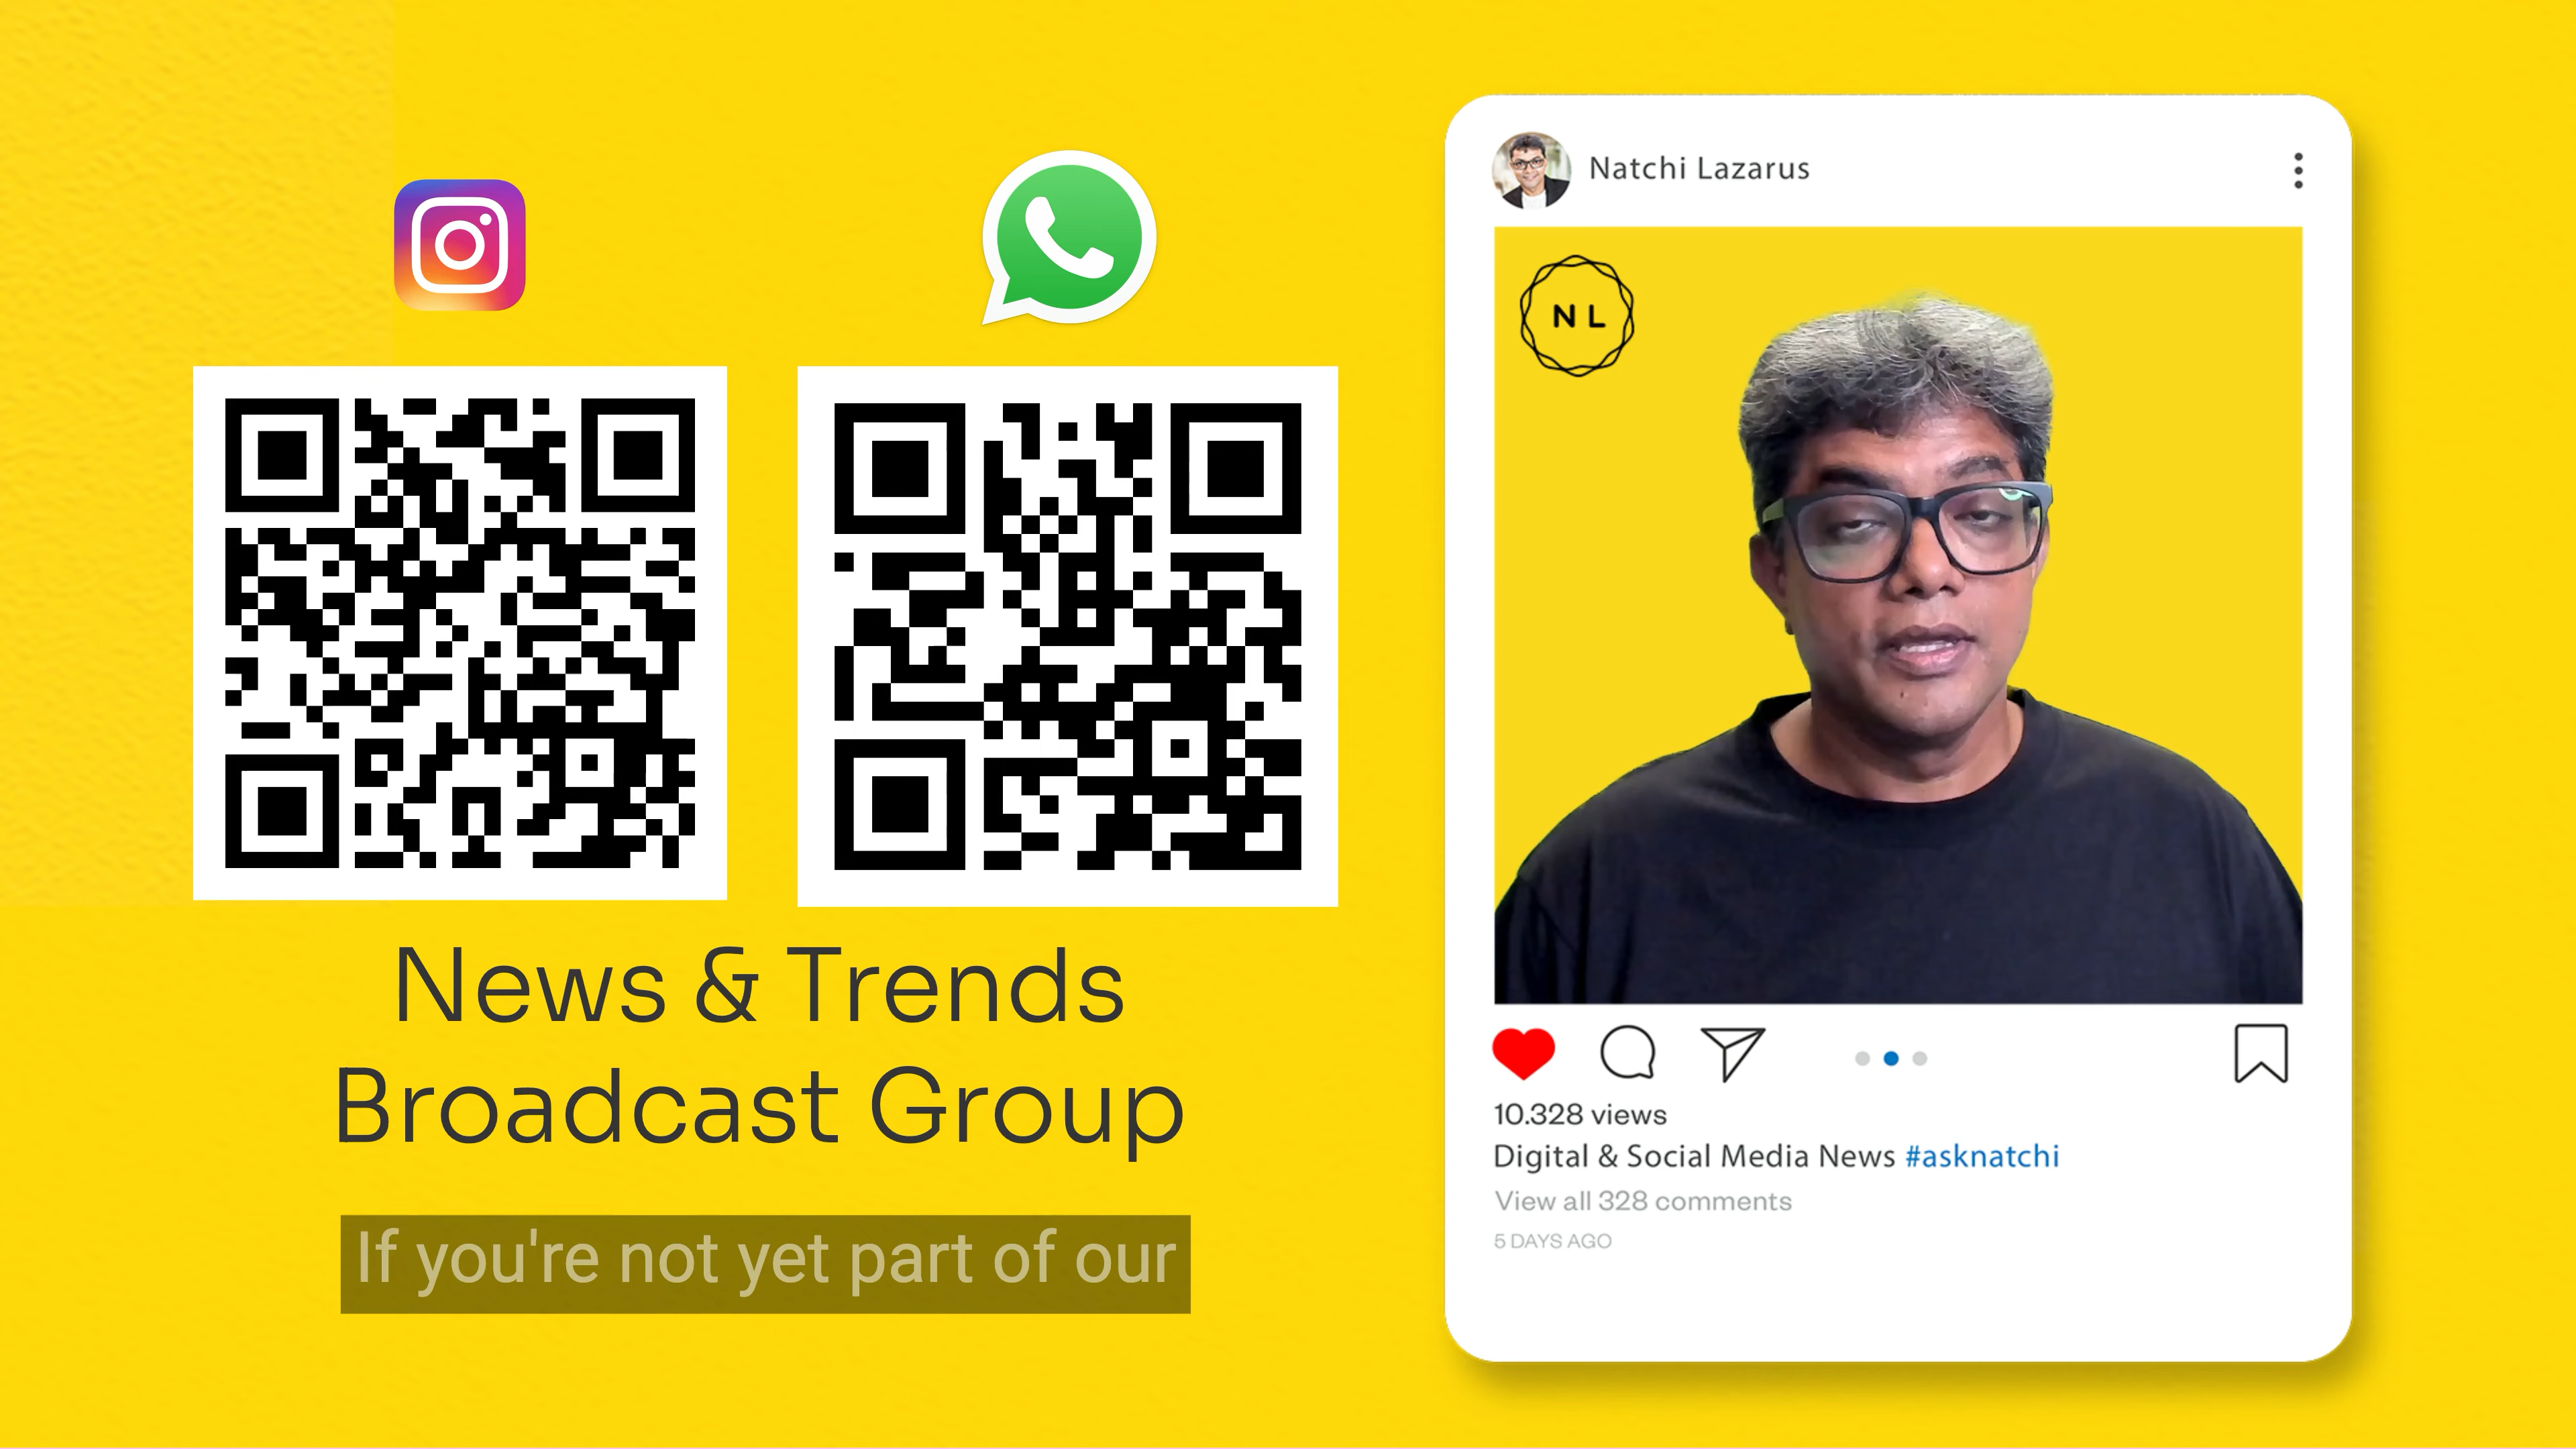 News & Trends
Broadcast Group
If you're not yet part of our
Natchi Lazarus
N L
10.328 views
Digital & Social Media News #asknatchi
View all 328 comments
5 DAYS AGO